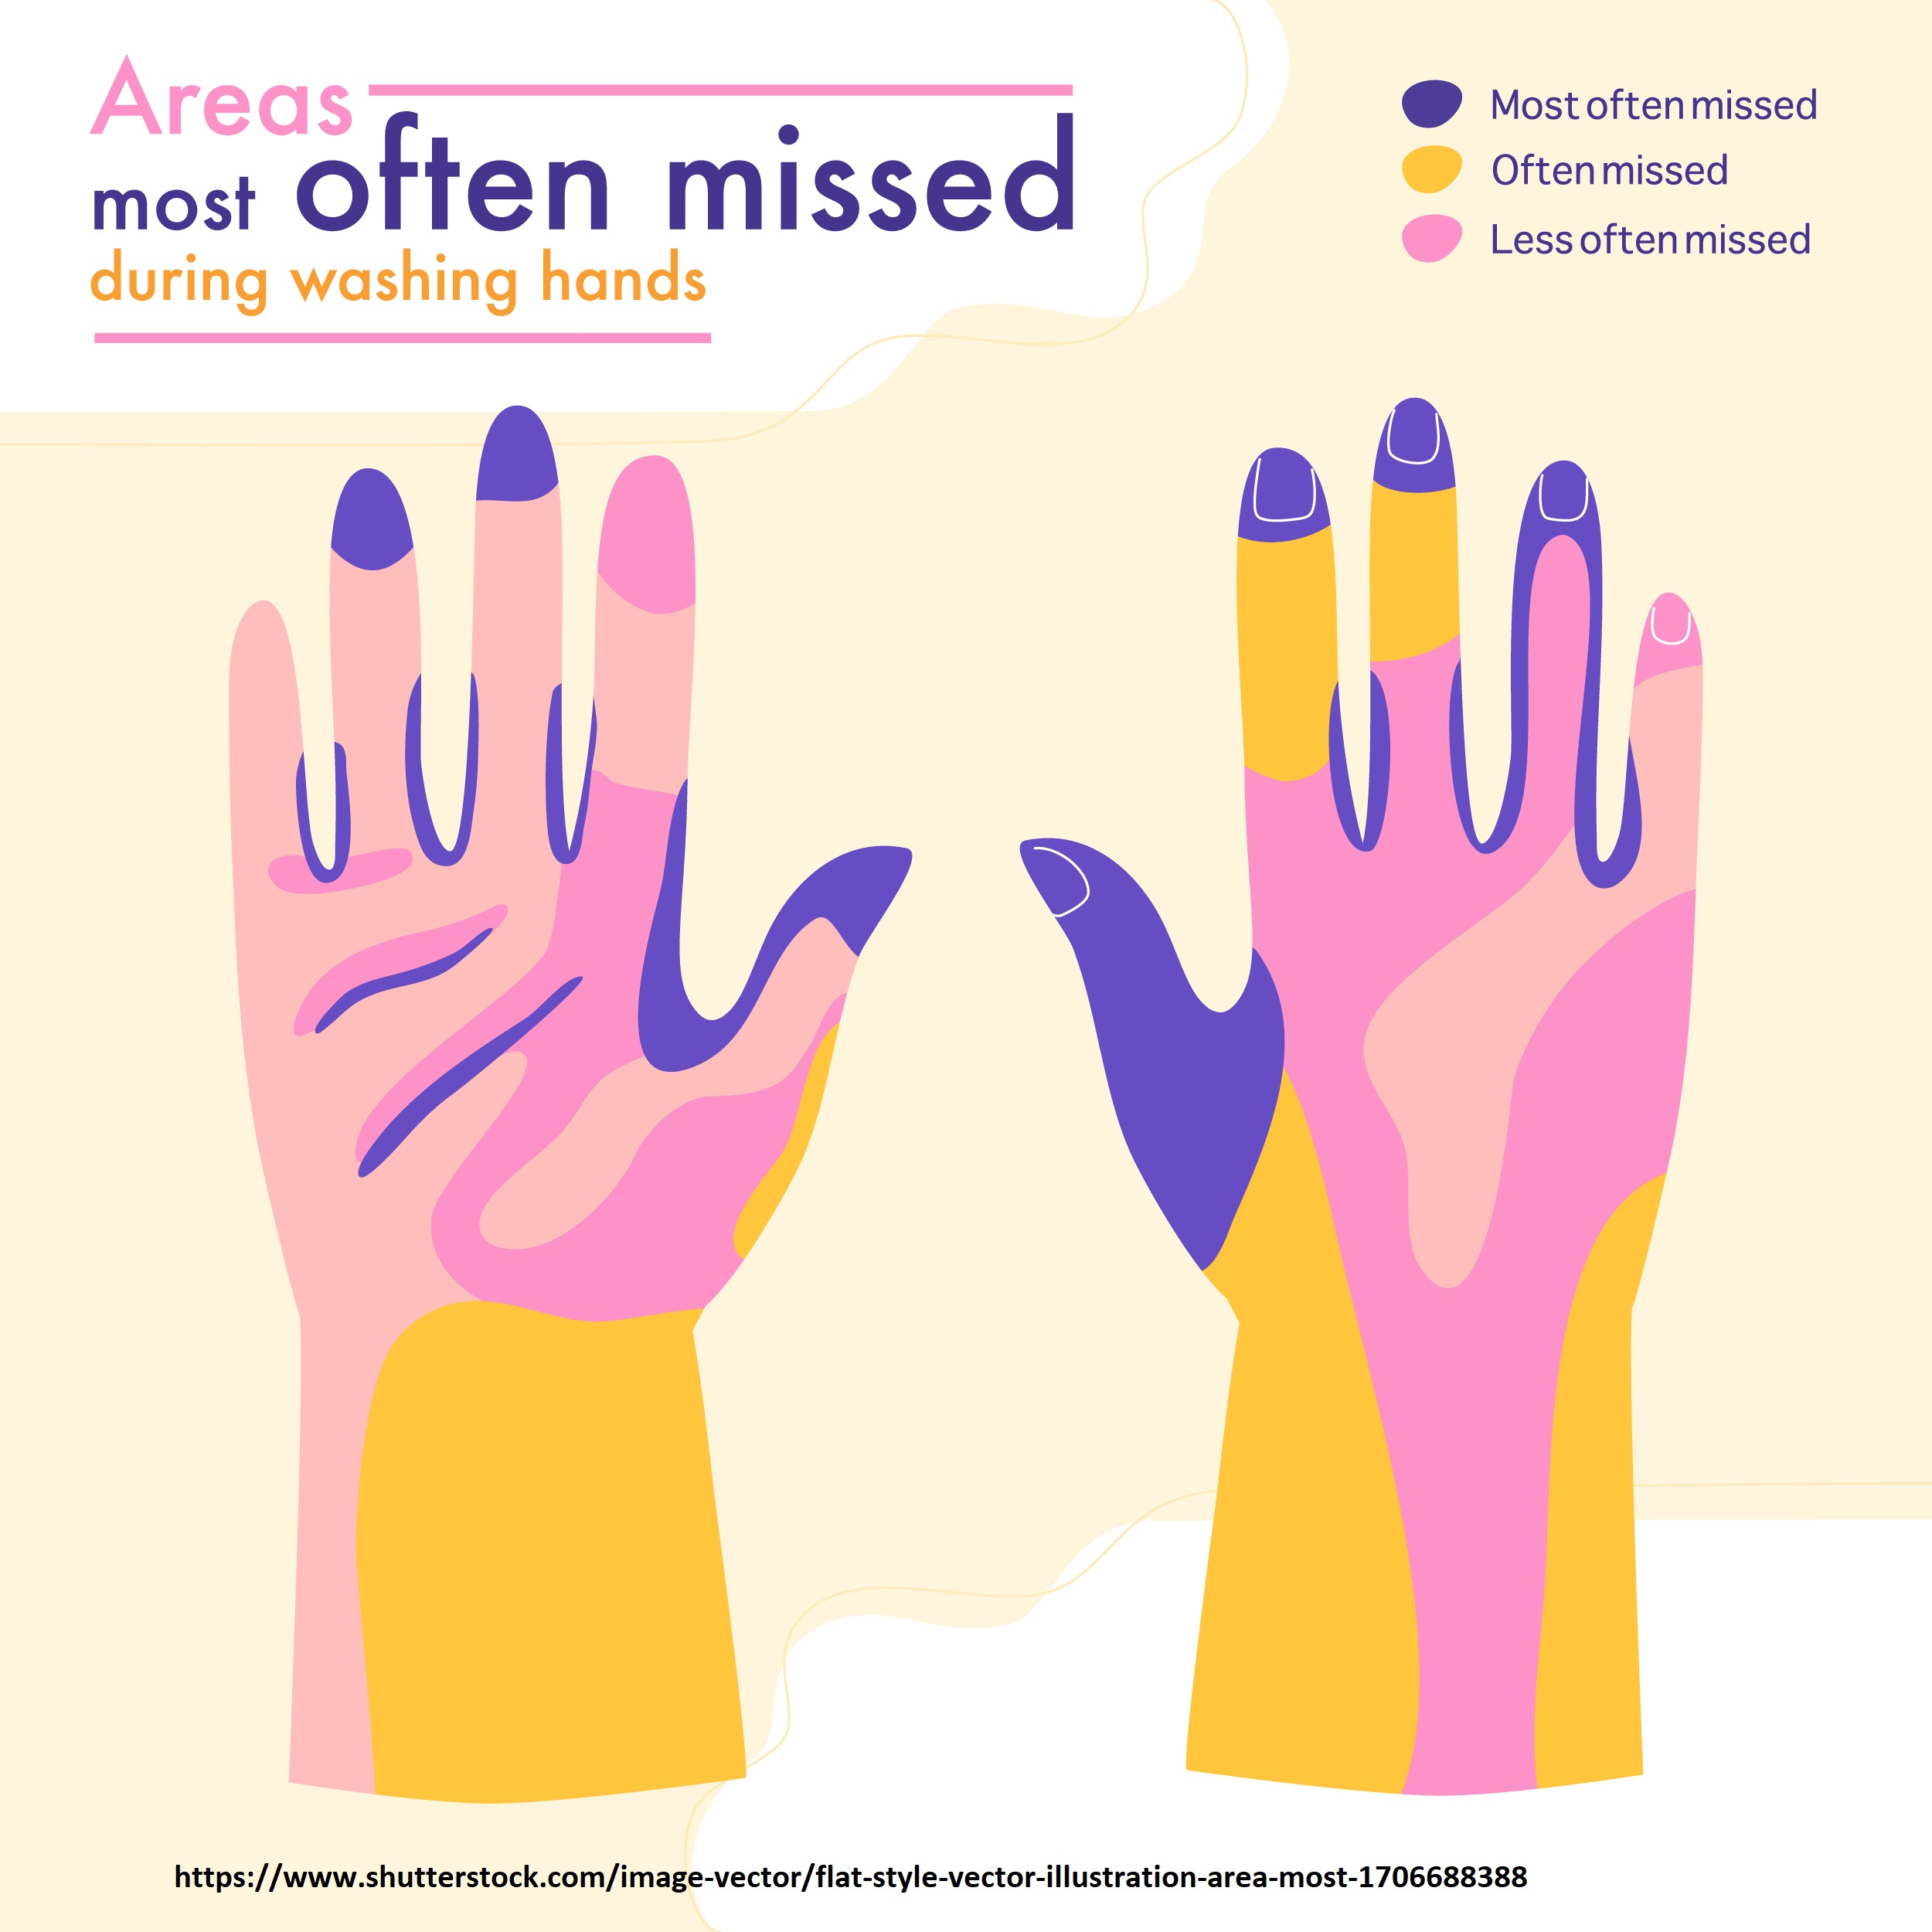 Areas
most often missed
during washing hands
Most often missed
Often missed
Less often missed
https://www.shutterstock.com/image-vector/flat-style-vector-illustration-area-most-1706688388